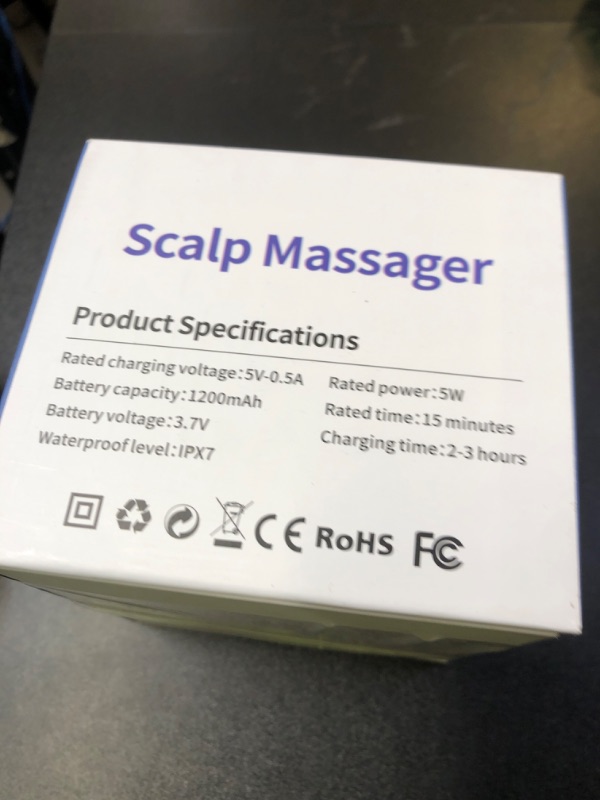 Scalp Massager
Product Specifications
Rated charging voltage:5V-0.5A
Battery capacity:1200mAh
Battery voltage:3.7V
Waterproof level:IPX7
Rated power:5W
Rated time:15 minutes
Charging time:2-3 hours
CE RoHS FC